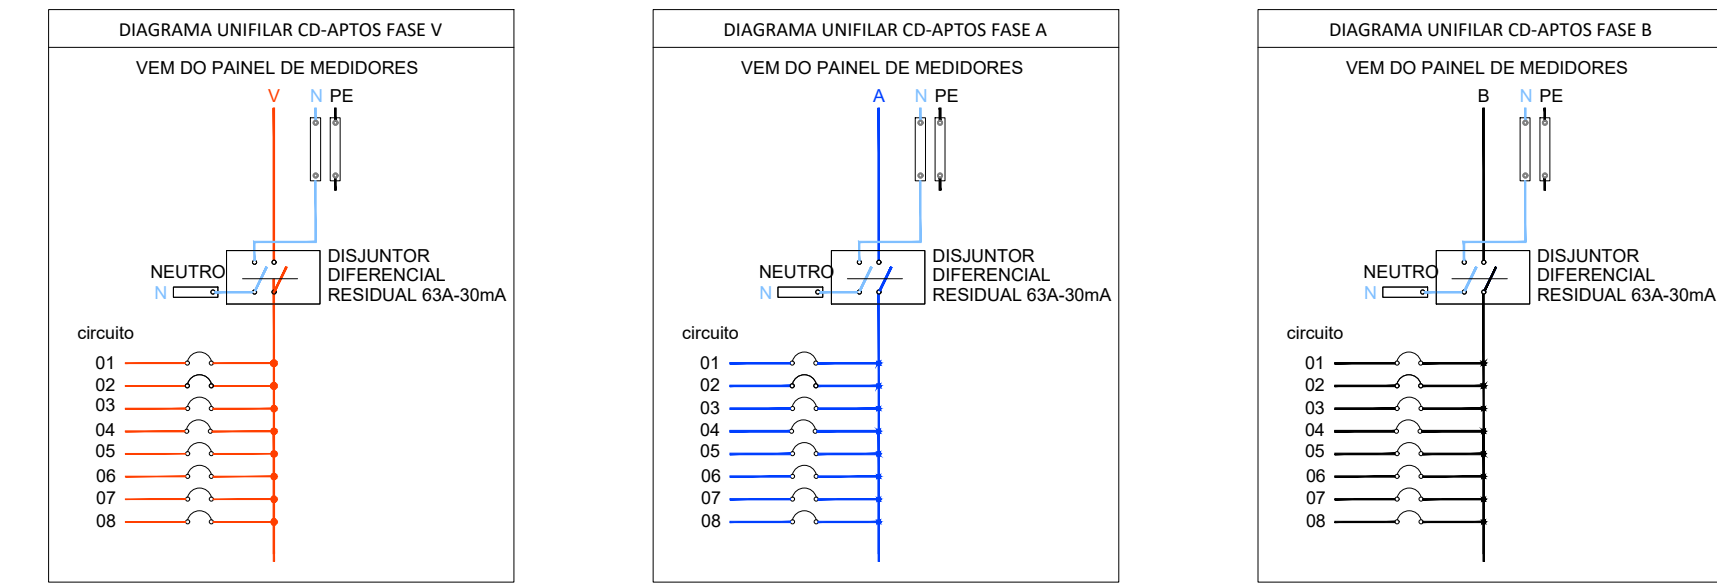 DIAGRAMA UNIFILAR CD-APTOS FASE V
VEM DO PAINEL DE MEDIDORES
V N PE
DISJUNTOR
DIFERENCIAL
RESIDUAL 63A-30mA
NEUTRO
N
circuito
01
02
03
04
05
06
07
08
DIAGRAMA UNIFILAR CD-APTOS FASE A
VEM DO PAINEL DE MEDIDORES
A N PE
DISJUNTOR
DIFERENCIAL
RESIDUAL 63A-30mA
NEUTRO
N
circuito
01
02
03
04
05
06
07
08
DIAGRAMA UNIFILAR CD-APTOS FASE B
VEM DO PAINEL DE MEDIDORES
B N PE
DISJUNTOR
DIFERENCIAL
RESIDUAL 63A-30mA
NEUTRO
N
circuito
01
02
03
04
05
06
07
08